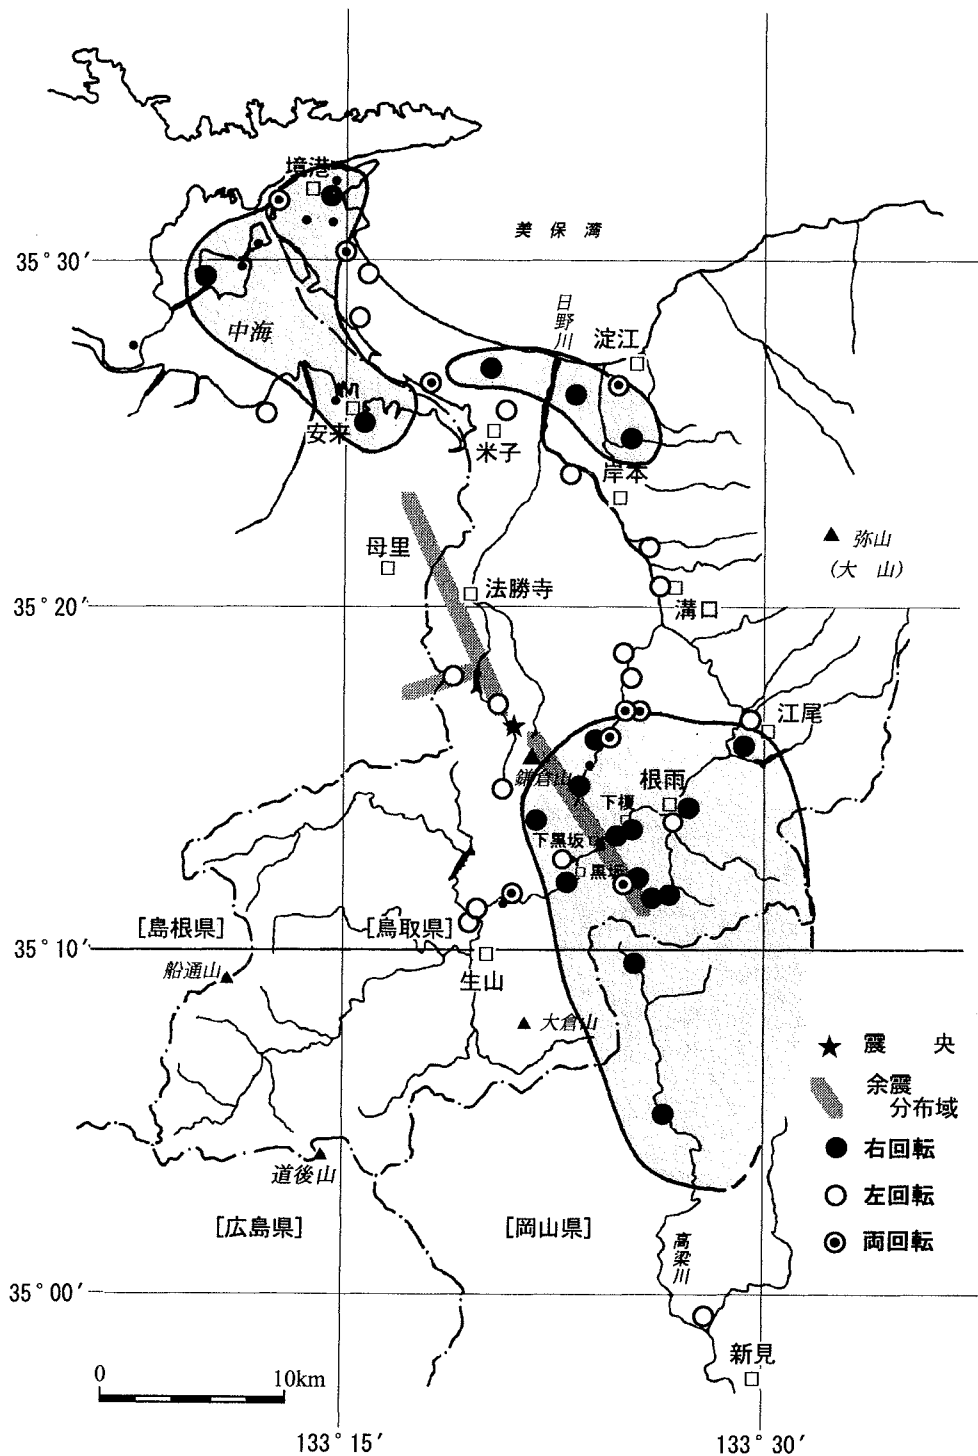 境港
美保湾
35°30′
日野川
淀江
中海
安来
米子
岸本
母里
弥山
(大山)
法勝寺
35°20′
溝口
江尾
鎌倉山
根雨
下榎
下黒坂
黒坂
[島根県]
[鳥取県]
35°10′
船通山
生山
大倉山
震央
余震
分布域
右回転
道後山
左回転
[広島県]
[岡山県]
高梁川
両回転
35°00′
新見
0
10km
133°15′
133°30′